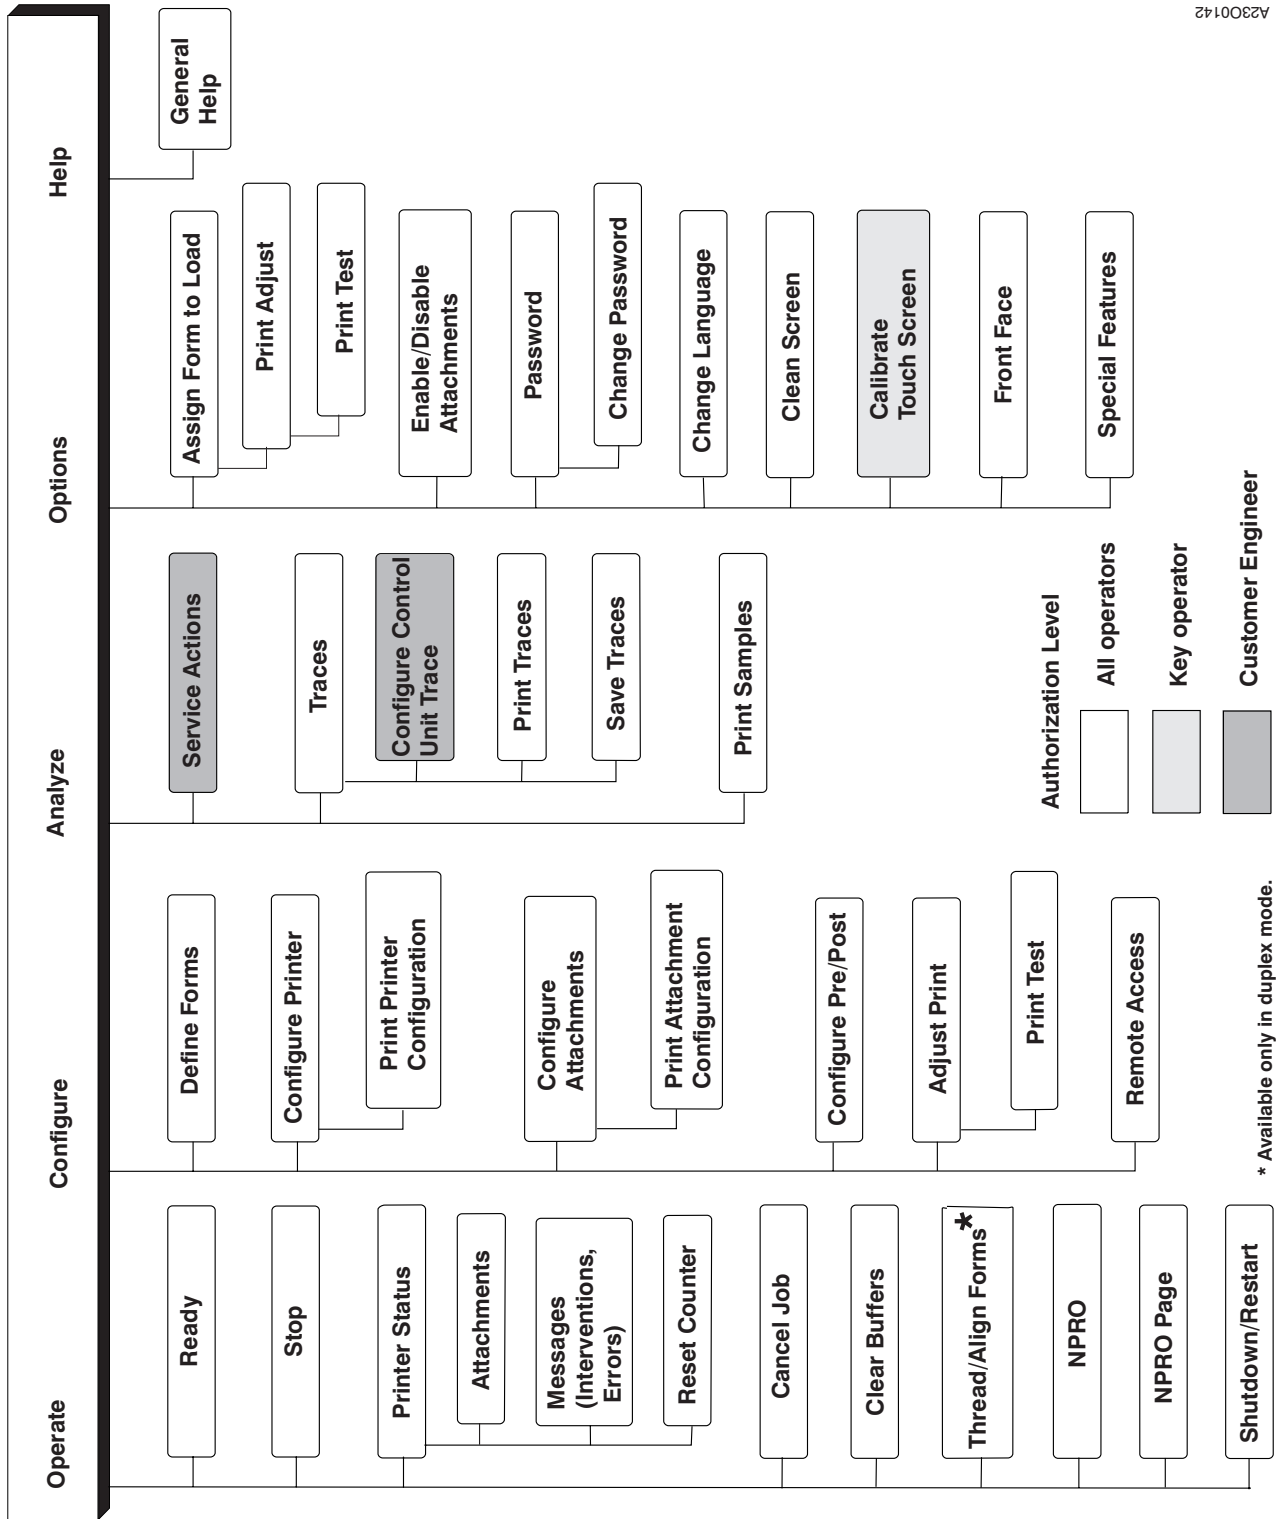 Operate
Configure
Analyze
Options
Help
Ready
Stop
Printer Status
Attachments
Messages
(Interventions,
Errors)
Reset Counter
Cancel Job
Clear Buffers
Thread/Align Forms*
NPRO
NPRO Page
Shutdown/Restart
Define Forms
Configure Printer
Print Printer
Configuration
Configure
Attachments
Print Attachment
Configuration
Configure Pre/Post
Adjust Print
Print Test
Remote Access
Service Actions
Traces
Configure Control
Unit Trace
Print Traces
Save Traces
Print Samples
Assign Form to Load
Print Adjust
Print Test
Enable/Disable
Attachments
Password
Change Password
Change Language
Clean Screen
Calibrate
Touch Screen
Front Face
Special Features
General
Help
Authorization Level
All operators
Key operator
Customer Engineer
* Available only in duplex mode.
A23O0142